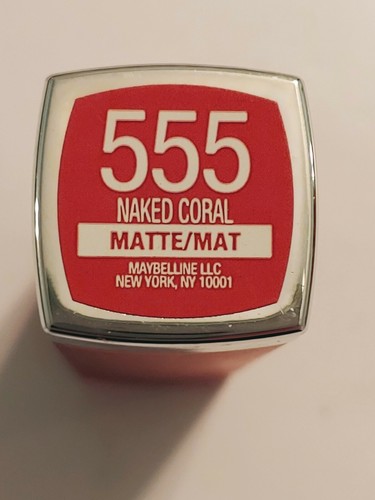 555
NAKED CORAL
MATTE/MAT
MAYBELLINE LLC
NEW YORK, NY 10001